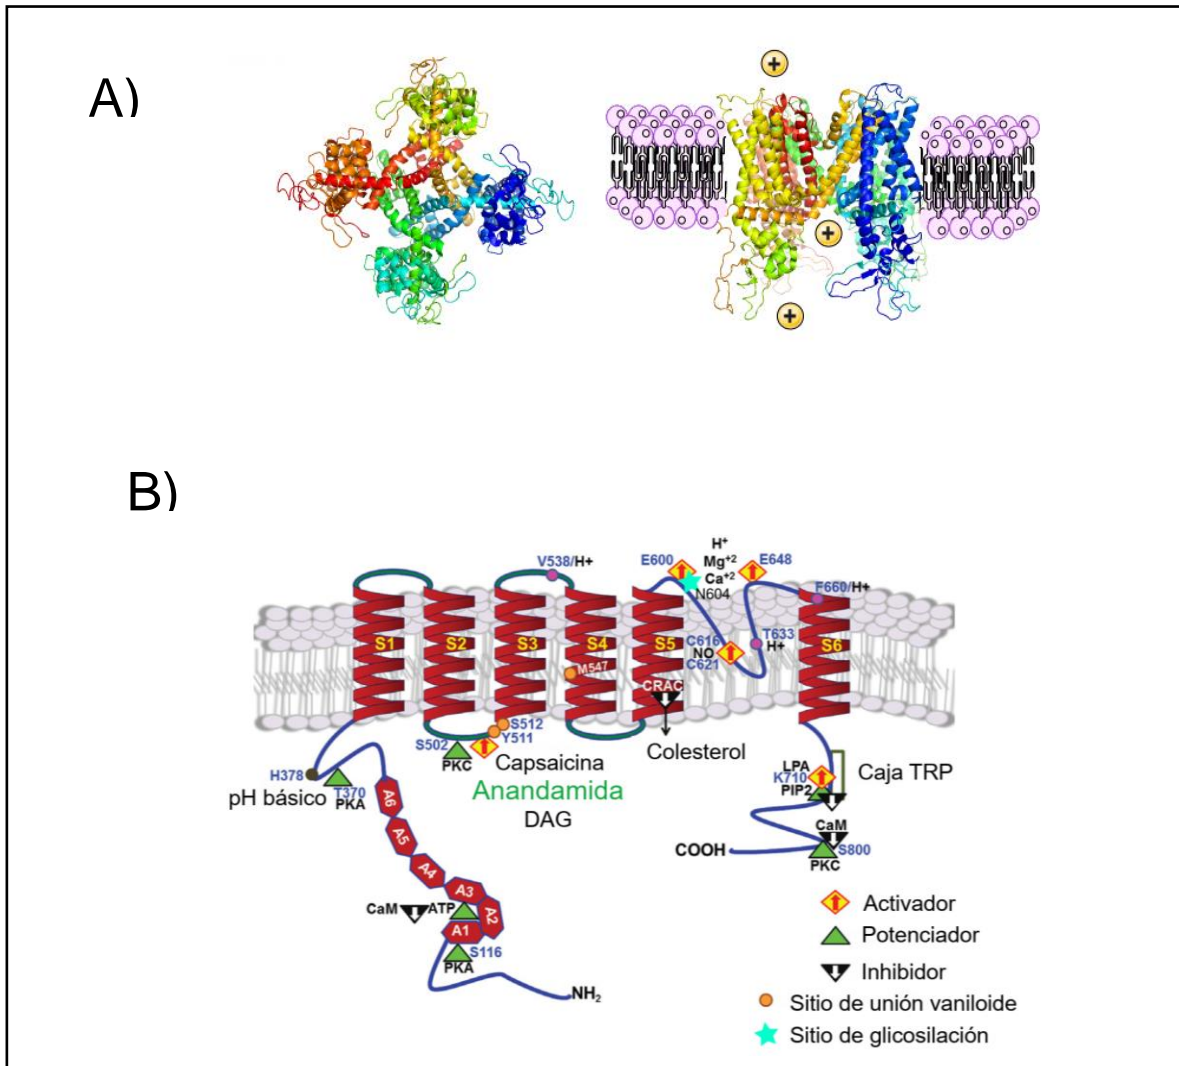 A)
+
+
+
B)
H⁺
V538/H+
E600
Mg⁺²
E648
Ca⁺²
N604
F660/H+
S1
S2
S3
S4
S5
C616
NO
C621
T633
H+
S6
M547
CRAC
S512
Y511
S502
PKC
Capsaicina
Anandamida
DAG
Colesterol
H378
pH básico
T370
PKA
LPA
K710
PIP2
Caja TRP
A6
A5
A4
A3
A2
A1
CaM
ATP
S116
PKA
NH₂
CaM
COOH
S800
PKC
Activador
Potenciador
Inhibidor
Sitio de unión vaniloide
Sitio de glicosilación